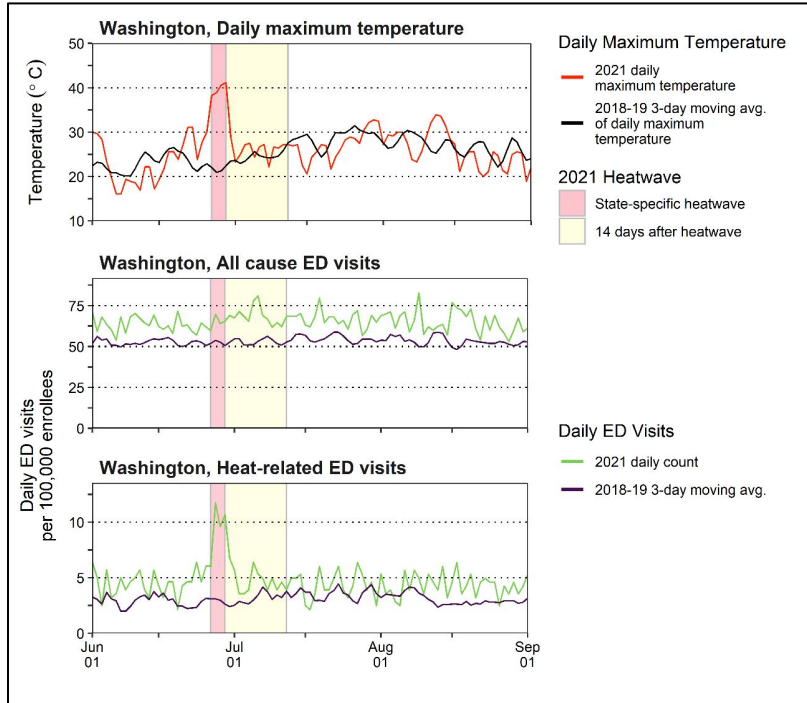 Washington, Daily maximum temperature
Temperature (° C)
50
40
30
20
10
Daily Maximum Temperature
2021 daily
maximum temperature
2018-19 3-day moving avg.
of daily maximum
temperature
2021 Heatwave
State-specific heatwave
14 days after heatwave
Washington, All cause ED visits
75
50
25
0
Daily ED visits
per 100,000 enrollees
Washington, Heat-related ED visits
10
5
0
Jun
01
Jul
01
Aug
01
Sep
01
Daily ED Visits
2021 daily count
2018-19 3-day moving avg.